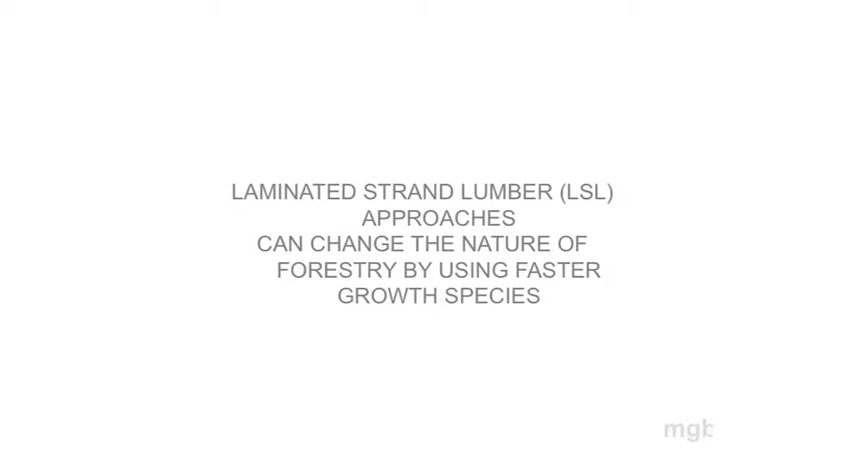 LAMINATED STRAND LUMBER (LSL)
APPROACHES
CAN CHANGE THE NATURE OF
FORESTRY BY USING FASTER
GROWTH SPECIES
mgb